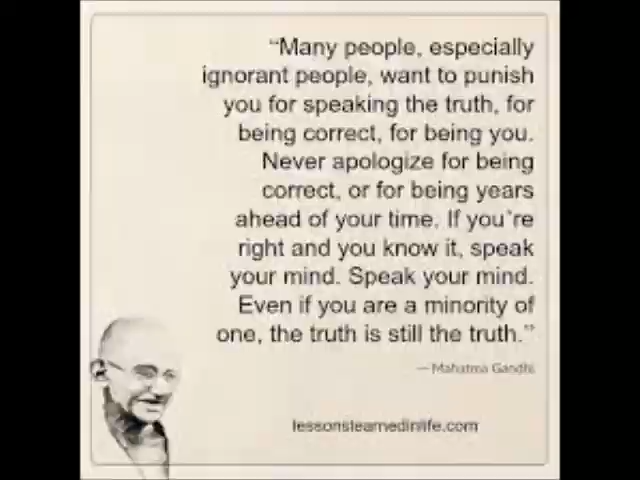 “Many people, especially
ignorant people, want to punish
you for speaking the truth, for
being correct, for being you.
Never apologize for being
correct, or for being years
ahead of your time. If you’re
right and you know it, speak
your mind. Speak your mind.
Even if you are a minority of
one, the truth is still the truth.”
— Mahatma Gandhi
lessonslearnedinlife.com